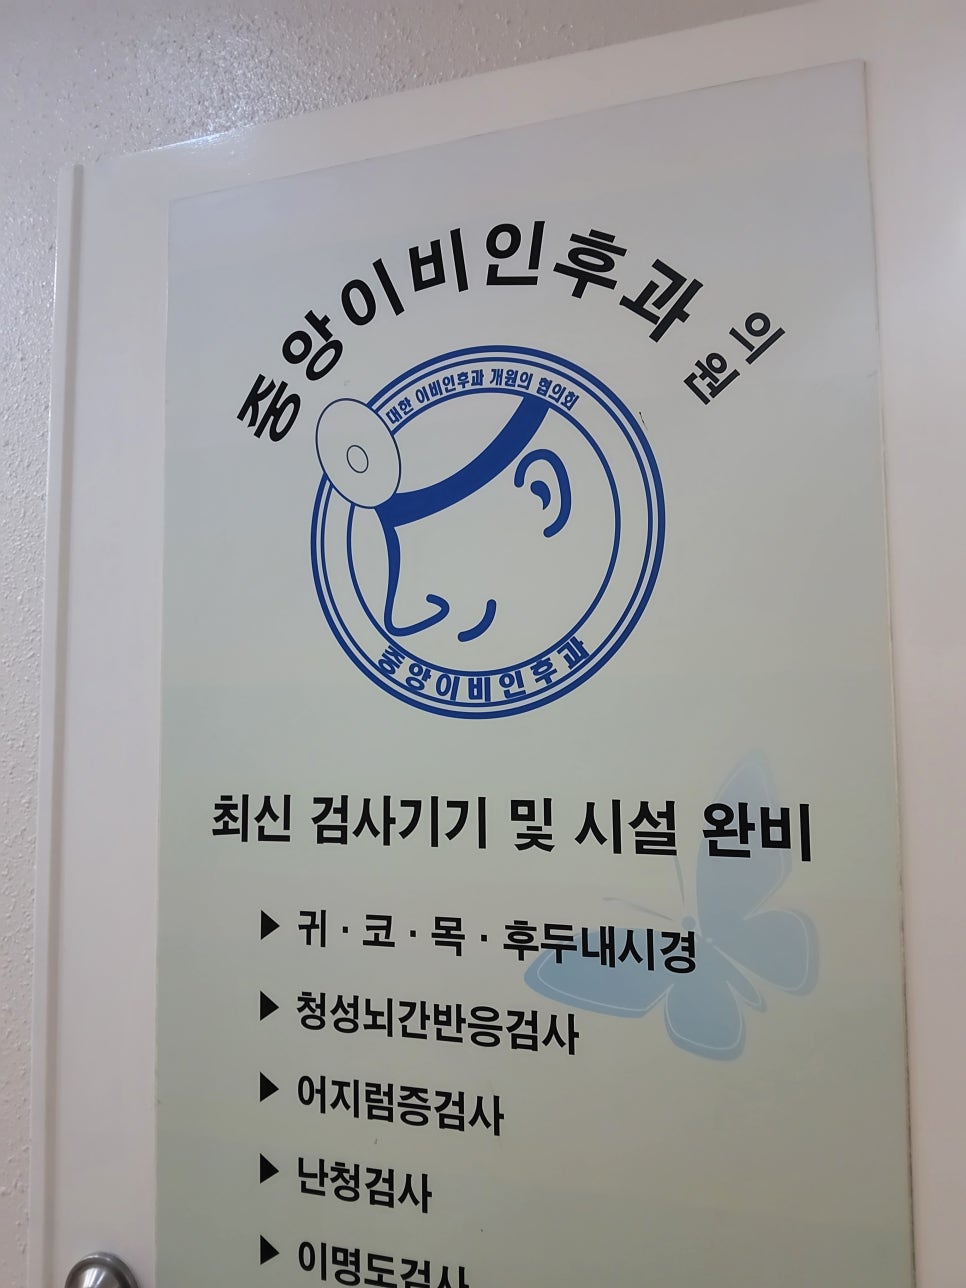 중앙이비인후과 의원
대한 이비인후과 개원의 협의회
중앙이비인후과
최신 검사기기 및 시설 완비
▶ 귀 · 코 · 목 · 후두내시경
▶ 청성뇌간반응검사
▶ 어지럼증검사
▶ 난청검사
▶ 이명도검사